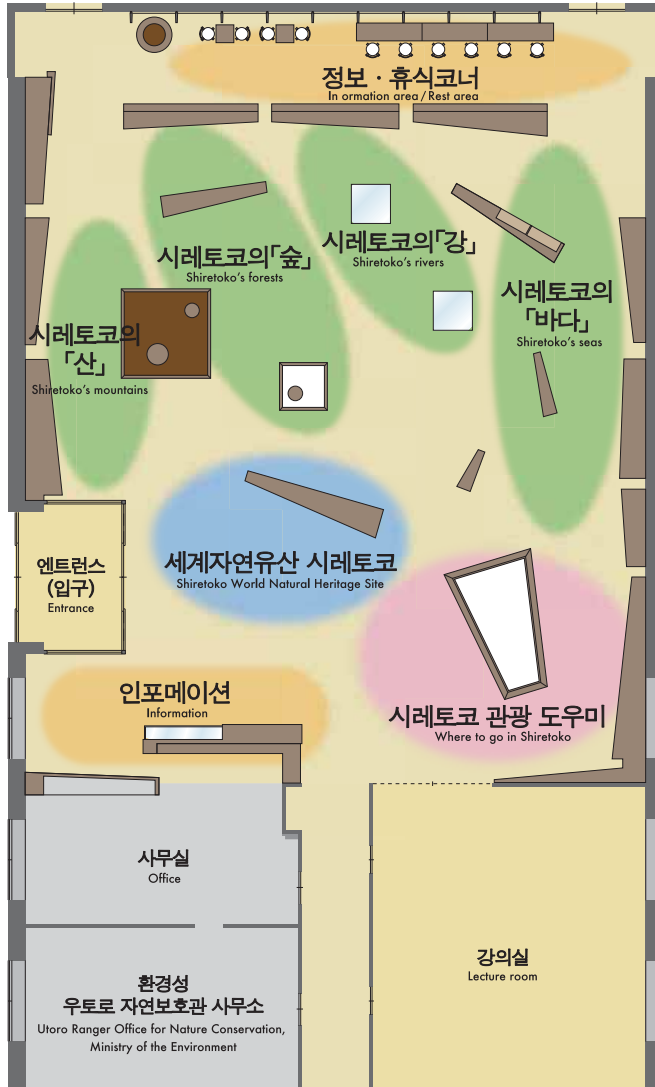 정보 · 휴식코너
In ormation area / Rest area
시레토코의「숲」
Shiretoko's forests
시레토코의「강」
Shiretoko's rivers
시레토코의
「바다」
Shiretoko's seas
시레토코의
「산」
Shiretoko's mountains
엔트런스
(입구)
Entrance
세계자연유산 시레토코
Shiretoko World Natural Heritage Site
인포메이션
Information
시레토코 관광 도우미
Where to go in Shiretoko
사무실
Office
강의실
Lecture room
환경성
우토로 자연보호관 사무소
Utoro Ranger Office for Nature Conservation,
Ministry of the Environment